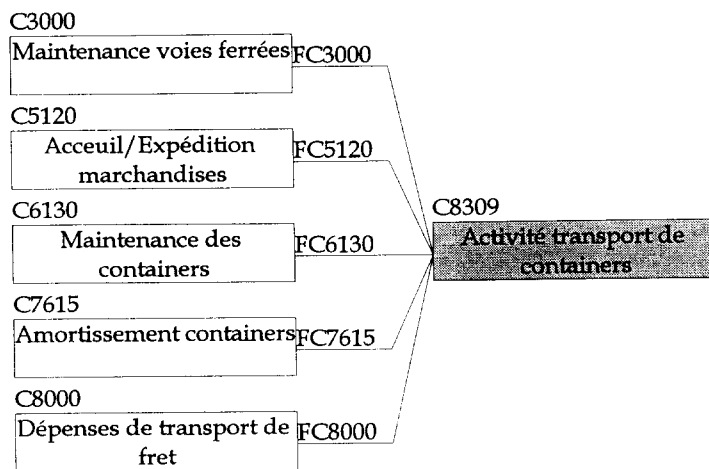 C3000
Maintenance voies ferrées
FC3000
C5120
Acceuil/Expédition
marchandises
FC5120
C6130
Maintenance des
containers
FC6130
C7615
Amortissement containers
FC7615
C8000
Dépenses de transport de
fret
FC8000
C8309
Activité transport de
containers